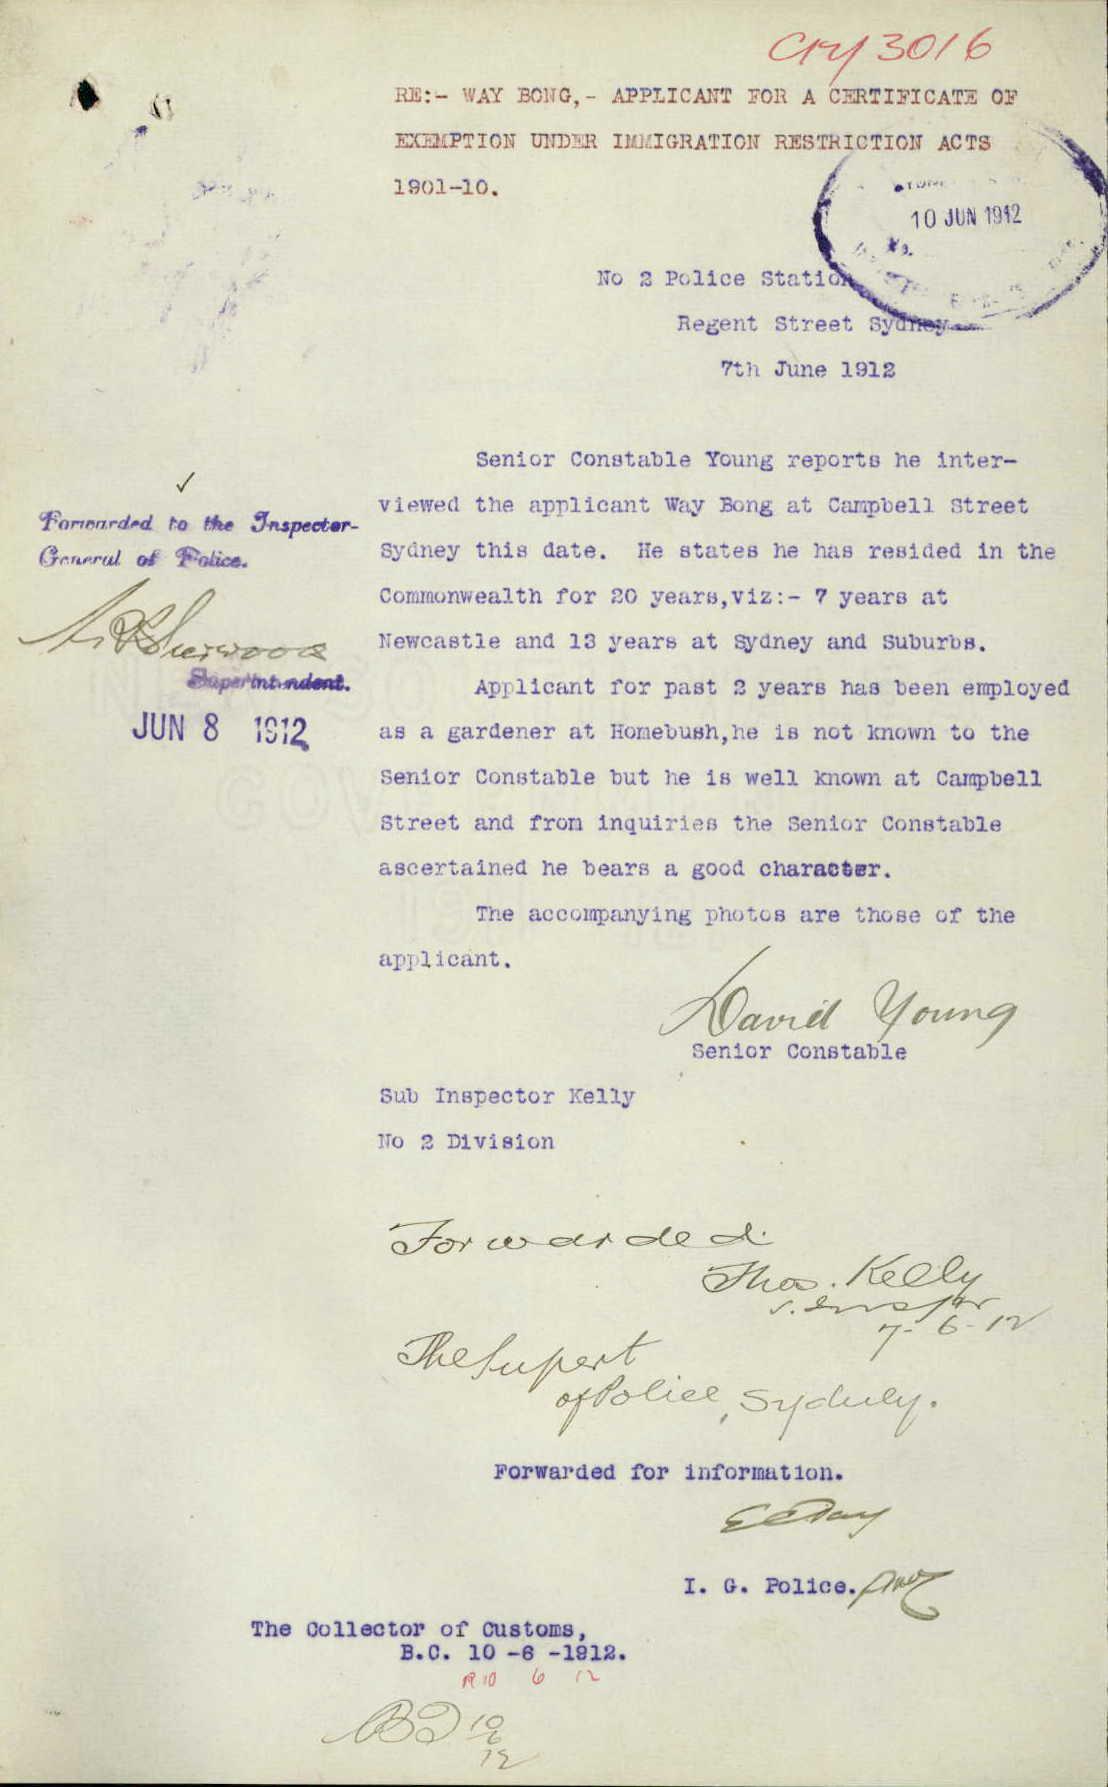 3016
RE:- WAY BONG,- APPLICANT FOR A CERTIFICATE OF
EXEMPTION UNDER IMMIGRATION RESTRICTION ACTS
1901-10.
10 JUN 1912
No 2 Police Station
Regent Street Sydney
7th June 1912
Senior Constable Young reports he inter-
viewed the applicant Way Bong at Campbell Street
Sydney this date. He states he has resided in the
Commonwealth for 20 years,viz:- 7 years at
Newcastle and 13 years at Sydney and Suburbs.
Applicant for past 2 years has been employed
as a gardener at Homebush,he is not known to the
Senior Constable but he is well known at Campbell
Street and from inquiries the Senior Constable
ascertained he bears a good character.
The accompanying photos are those of the
applicant.
David Young
Senior Constable
Forwarded to the Inspector-
General of Police.
Sherwood
Superintendent.
JUN 8 1912
Sub Inspector Kelly
No 2 Division
Forwarded.
Thos. Kelly
7-6-12
The Supert
of Police, Sydney.
Forwarded for information.
E C Day
I. G. Police.
The Collector of Customs,
B.C. 10 -6 -1912.
10 6 12
10
6
12